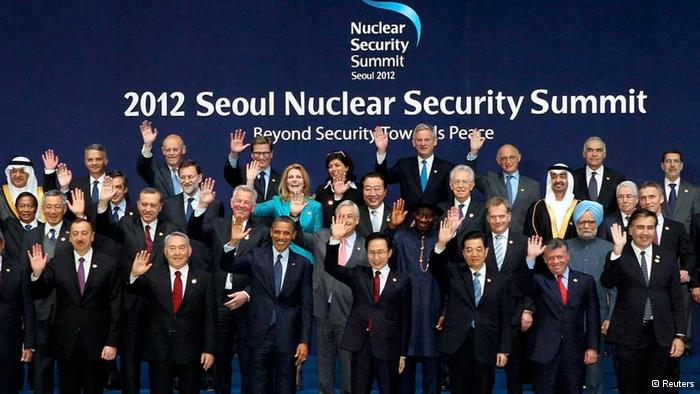 Nuclear
Security
Summit
Seoul 2012
2012 Seoul Nuclear Security Summit
Beyond Security Towards Peace
© Reuters